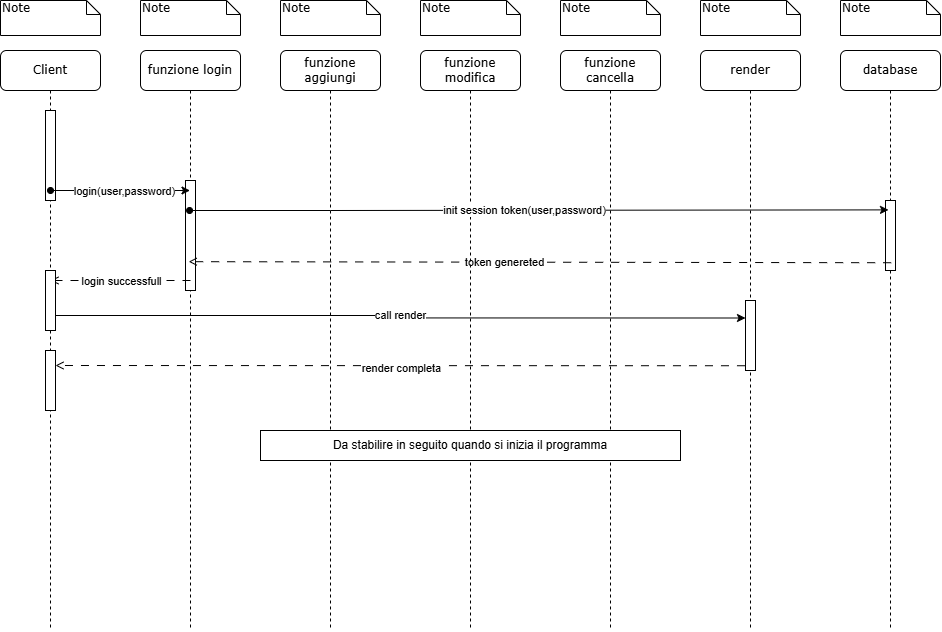 Note
Note
Note
Note
Note
Note
Note
Client
funzione login
funzione
aggiungi
funzione
modifica
funzione
cancella
render
database
login(user,password)
init session token(user,password)
token genereted
login successfull
call render
render completa
Da stabilire in seguito quando si inizia il programma